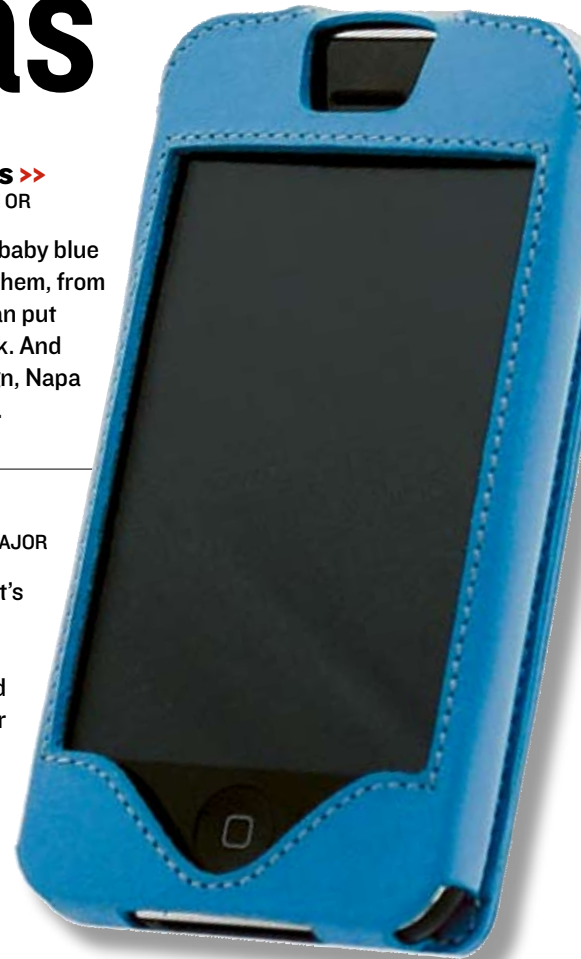 as
s >>
OR
baby blue
hem, from
an put
k. And
n, Napa
.
AJOR
t's
d
r